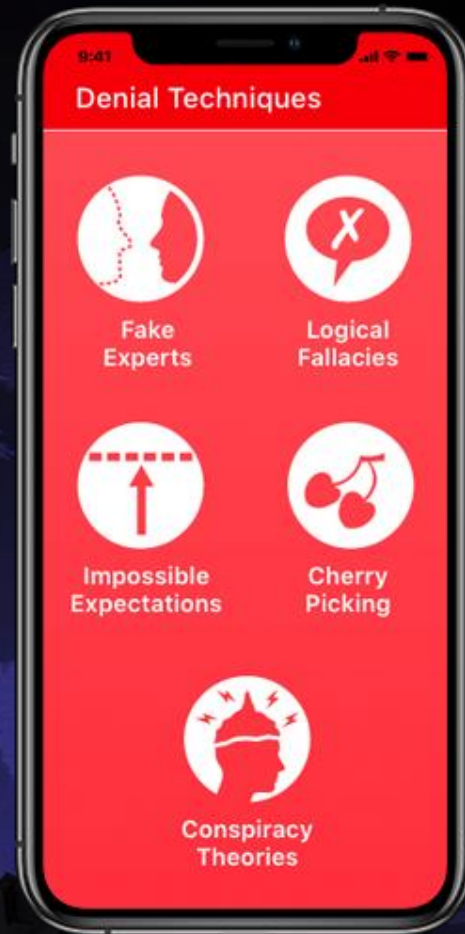 9:41
Denial Techniques
Fake
Experts
Logical
Fallacies
X
Impossible
Expectations
Cherry
Picking
Conspiracy
Theories